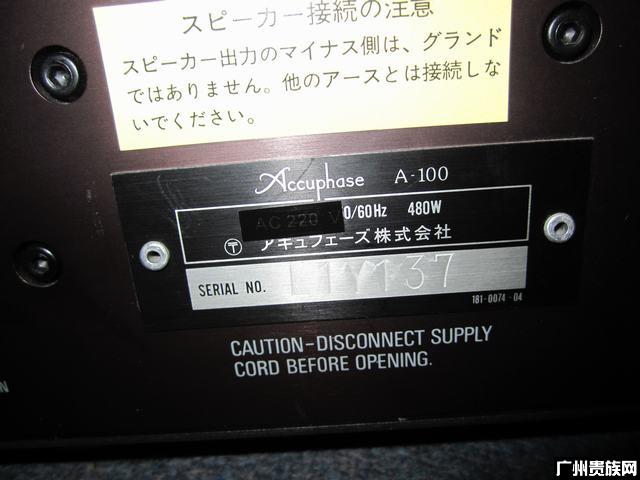 スピーカー接続の注意
スピーカー出力のマイナス側は、グランド
ではありません。他のアースとは接続しな
いでください。
Accuphase A-100
AC 220 V 0/60Hz 480W
〶 アキュフェーズ株式会社
SERIAL NO.
181-0074-04
CAUTION-DISCONNECT SUPPLY
CORD BEFORE OPENING.
广州贵族网